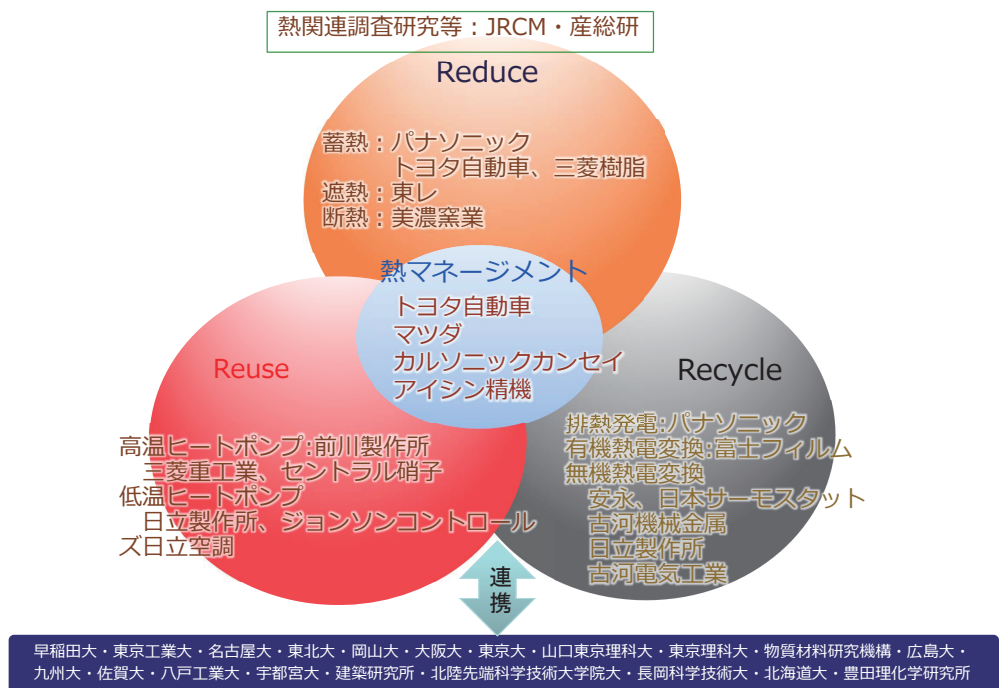 熱関連調査研究等：JRCM・産総研
Reduce
蓄熱：パナソニック
トヨタ自動車、三菱樹脂
遮熱：東レ
断熱：美濃窯業
熱マネージメント
トヨタ自動車
マツダ
カルソニックカンセイ
アイシン精機
Reuse
高温ヒートポンプ:前川製作所
三菱重工業、セントラル硝子
低温ヒートポンプ
日立製作所、ジョンソンコントロール
ズ日立空調
Recycle
排熱発電:パナソニック
有機熱電変換:富士フィルム
無機熱電変換
安永、日本サーモスタット
古河機械金属
日立製作所
古河電気工業
連
携
早稲田大・東京工業大・名古屋大・東北大・岡山大・大阪大・東京大・山口東京理科大・東京理科大・物質材料研究機構・広島大・
九州大・佐賀大・八戸工業大・宇都宮大・建築研究所・北陸先端科学技術大学院大・長岡科学技術大・北海道大・豊田理化学研究所